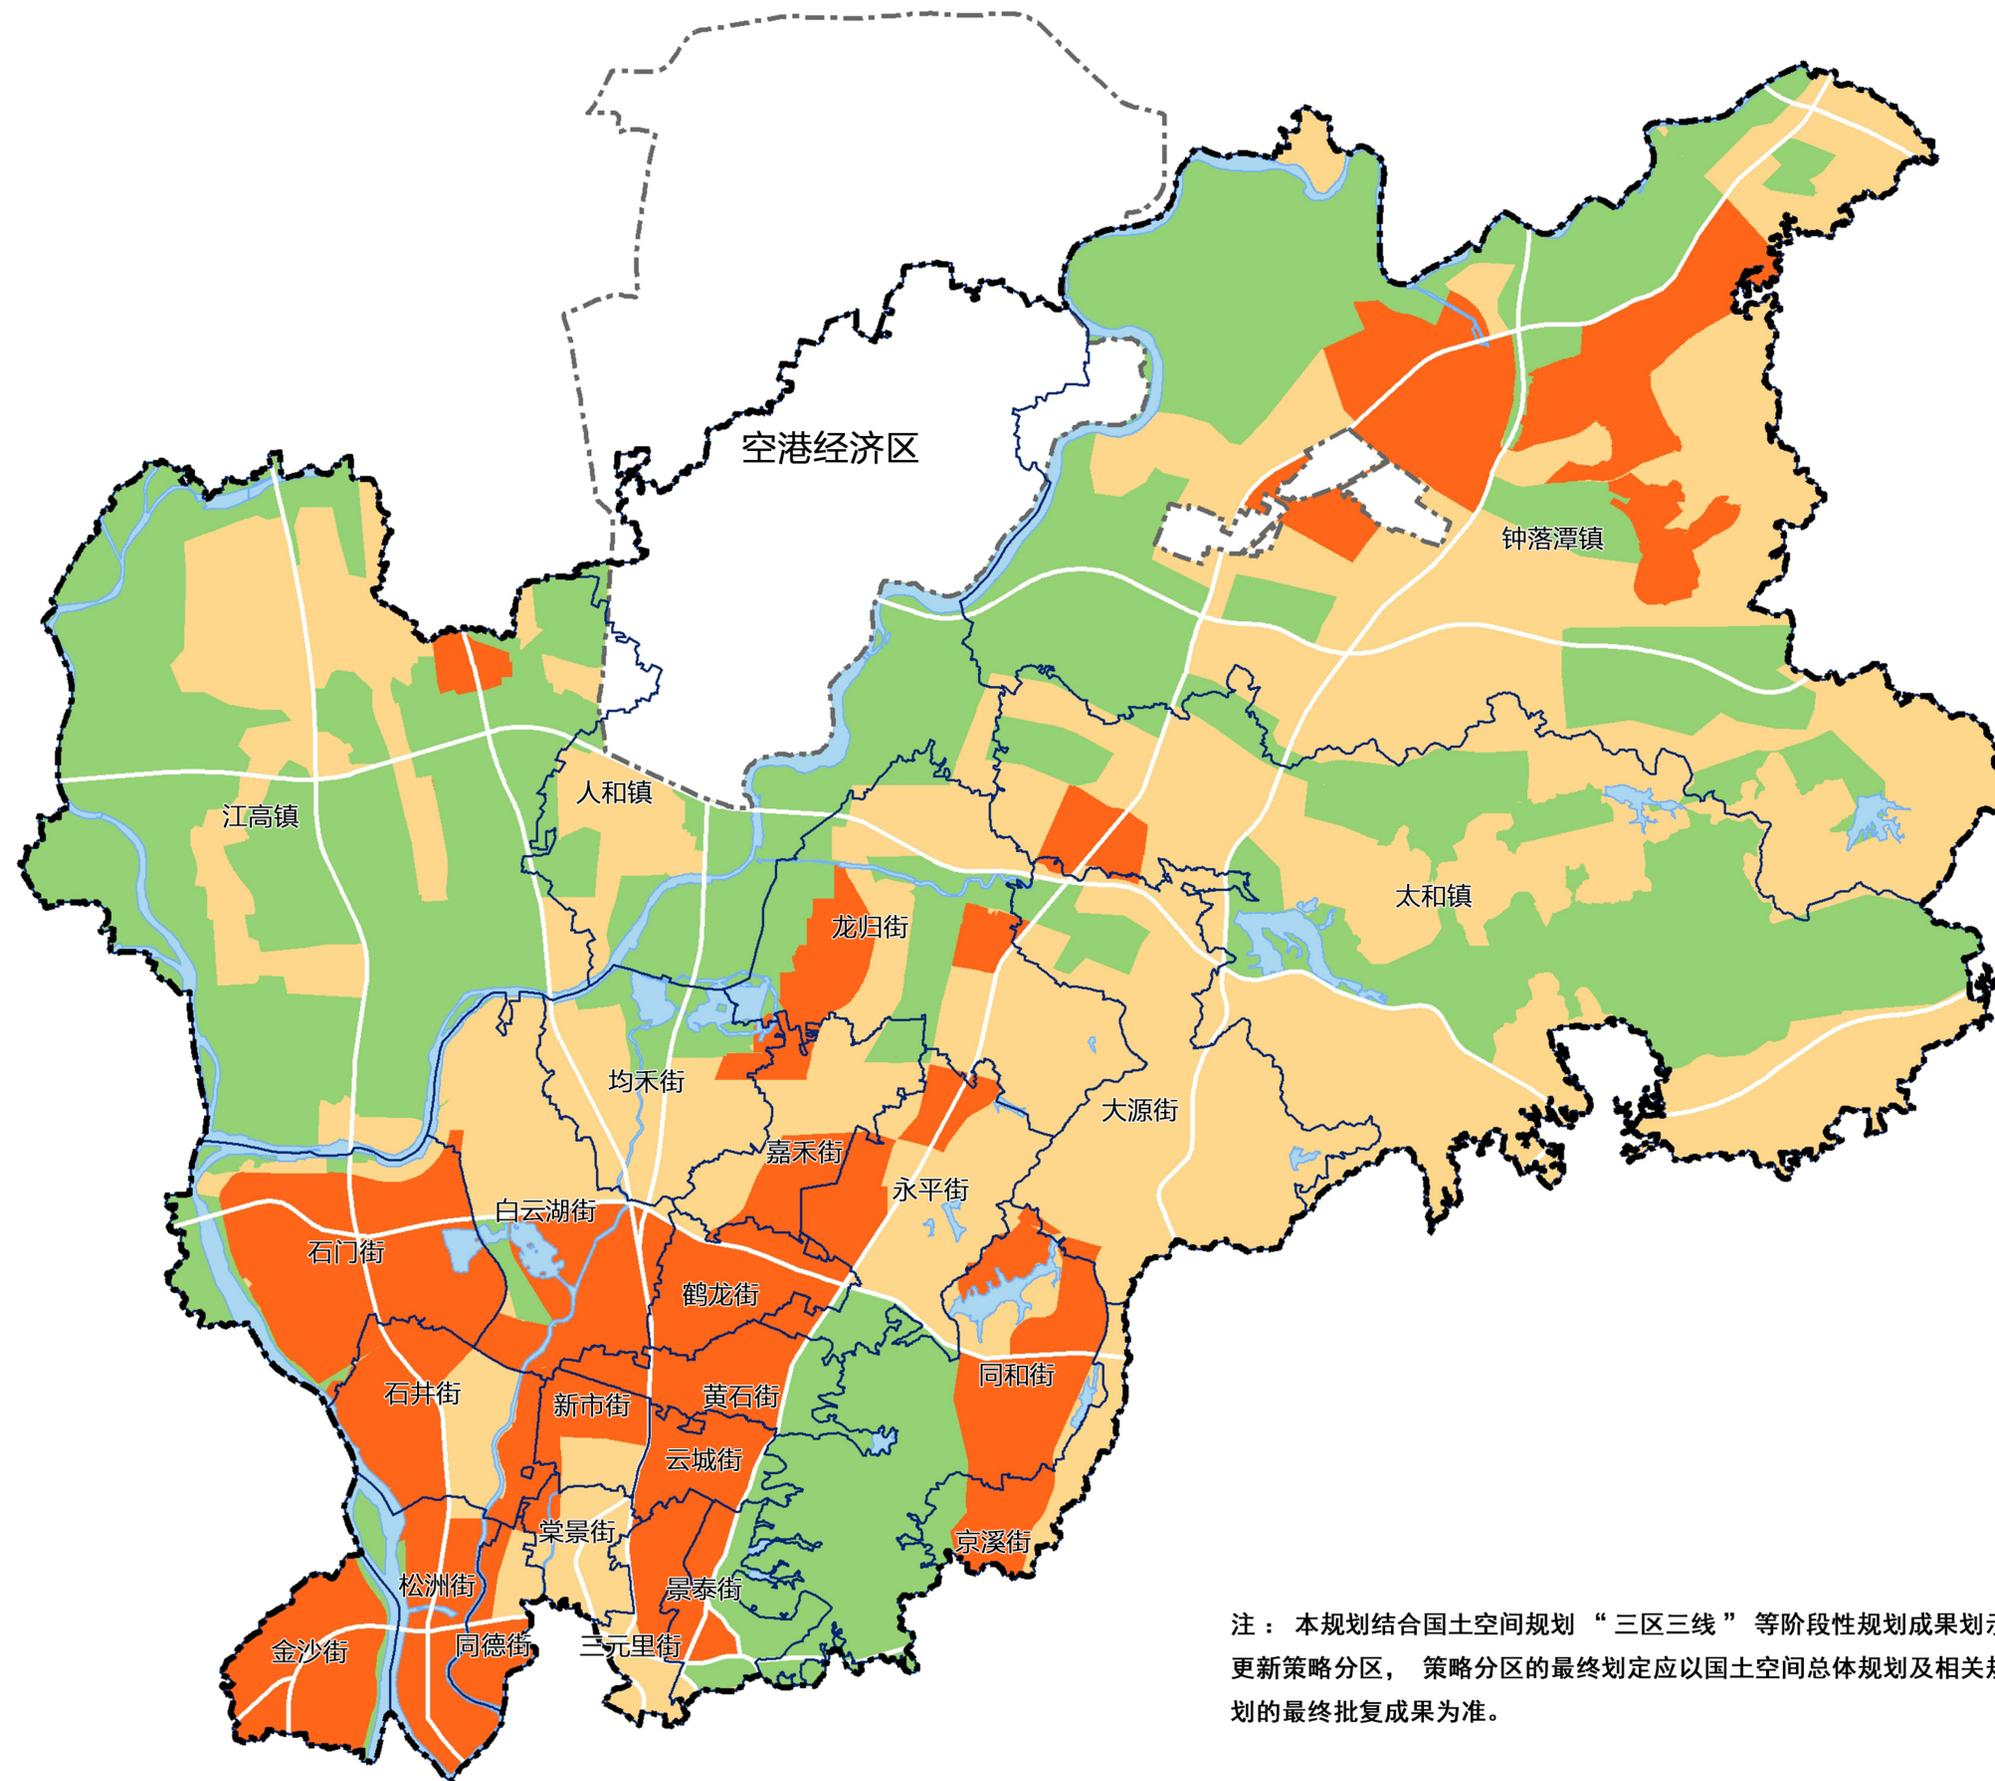 空港经济区
钟落潭镇
人和镇
江高镇
太和镇
龙归街
均禾街
大源街
嘉禾街
永平街
白云湖街
石门街
鹤龙街
同和街
石井街
新市街
黄石街
云城街
棠景街
京溪街
松洲街
景泰街
金沙街
同德街
三元里街
注： 本规划结合国土空间规划 “三区三线” 等阶段性规划成果划示
更新策略分区， 策略分区的最终划定应以国土空间总体规划及相关规
划的最终批复成果为准。